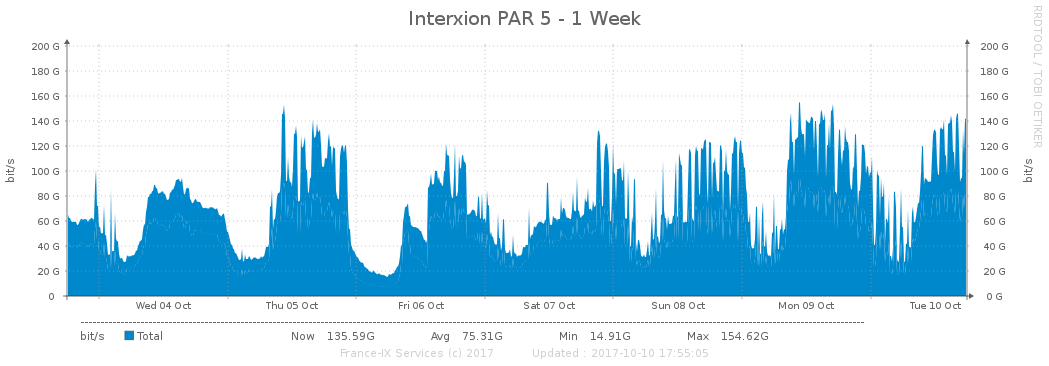 Interxion PAR 5 - 1 Week
RRDTOOL / TOBI OETIKER
200 G 200 G
180 G 180 G
160 G 160 G
140 G 140 G
120 G 120 G
100 G 100 G
80 G 80 G
60 G 60 G
40 G 40 G
20 G 20 G
0 0 G
bit/s
bit/s
Wed 04 Oct Thu 05 Oct Fri 06 Oct Sat 07 Oct Sun 08 Oct Mon 09 Oct Tue 10 Oct
bit/s Total Now 135.59G Avg 75.31G Min 14.91G Max 154.62G
France-IX Services (c) 2017 Updated : 2017-10-10 17:55:05